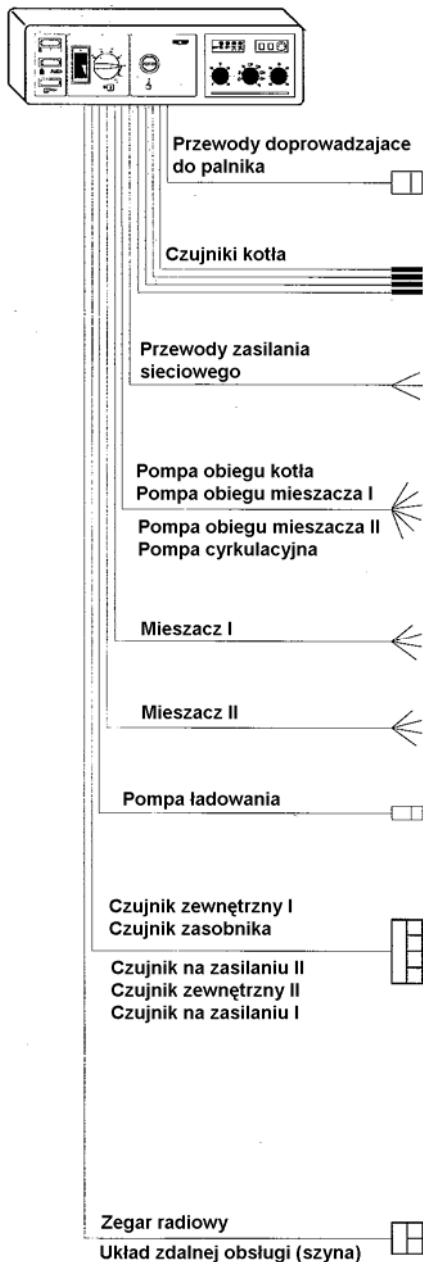 Przewody doprowadzajace
do palnika
Czujniki kotła
Przewody zasilania
sieciowego
Pompa obiegu kotła
Pompa obiegu mieszacza I
Pompa obiegu mieszacza II
Pompa cyrkulacyjna
Mieszacz I
Mieszacz II
Pompa ładowania
Czujnik zewnętrzny I
Czujnik zasobnika
Czujnik na zasilaniu II
Czujnik zewnętrzny II
Czujnik na zasilaniu I
Zegar radiowy
Układ zdalnej obsługi (szyna)